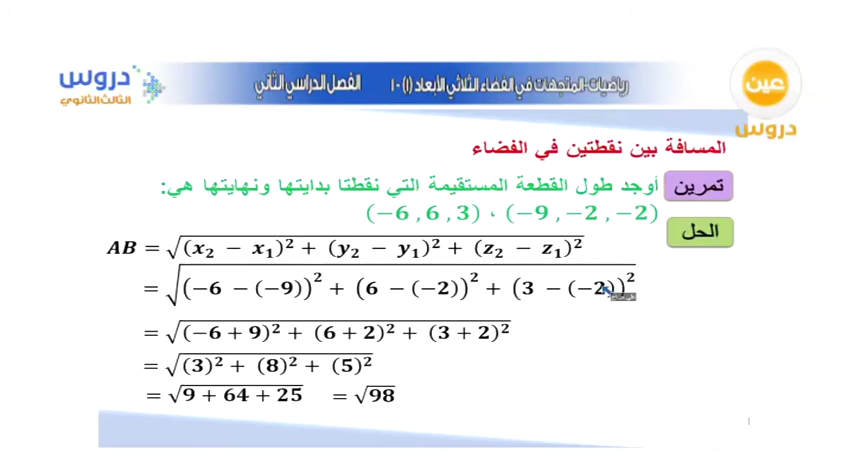 دروس
الثالث الثانوي
رياضيات-المتجهات في الفضاء الثلاثي الأبعاد (١) -١٠ الفصل الدراسي الثاني
عين
دروس
المسافة بين نقطتين في الفضاء
تمرين أوجد طول القطعة المستقيمة التي نقطتا بدايتها ونهايتها هي:
(−9 , −2 , −2) ، (−6 , 6 , 3)
الحل
AB = √((x₂ − x₁)² + (y₂ − y₁)² + (z₂ − z₁)²)
= √((−6 − (−9))² + (6 − (−2))² + (3 − (−2))²)
= √((−6 + 9)² + (6 + 2)² + (3 + 2)²)
= √((3)² + (8)² + (5)²)
= √(9 + 64 + 25) = √98